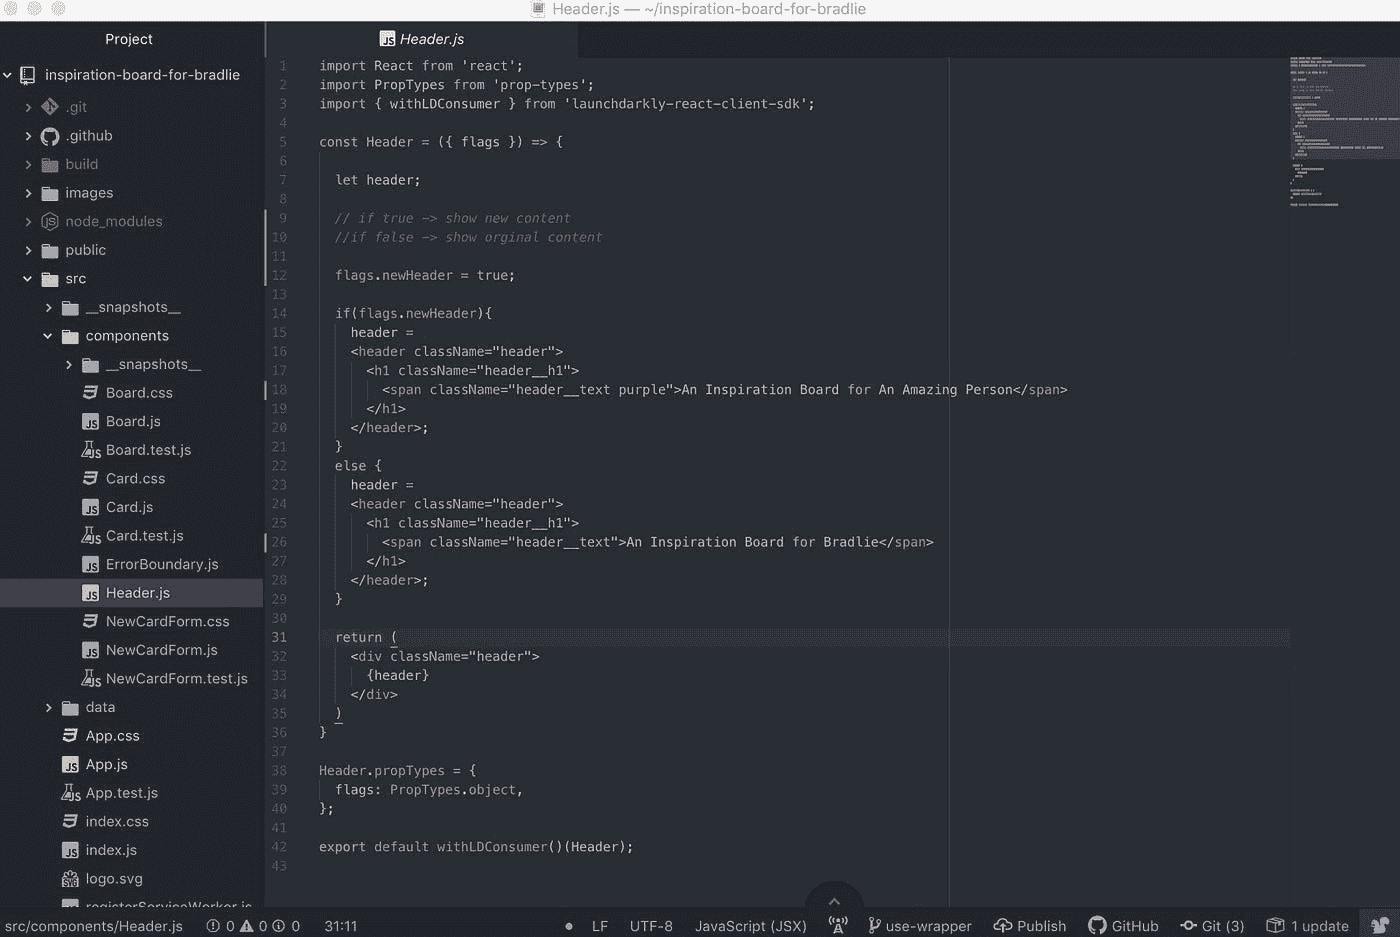 Header.js — ~/inspiration-board-for-bradlie
Project
inspiration-board-for-bradlie
.git
.github
build
images
node_modules
public
src
__snapshots__
components
__snapshots__
Board.css
Board.js
Board.test.js
Card.css
Card.js
Card.test.js
ErrorBoundary.js
Header.js
NewCardForm.css
NewCardForm.js
NewCardForm.test.js
data
App.css
App.js
App.test.js
index.css
index.js
logo.svg
registerServiceWorker.js
Header.js
1 import React from 'react';
2 import PropTypes from 'prop-types';
3 import { withLDConsumer } from 'launchdarkly-react-client-sdk';
4
5 const Header = ({ flags }) => {
6
7 let header;
8
9 // if true -> show new content
10 //if false -> show orginal content
11
12 flags.newHeader = true;
13
14 if(flags.newHeader){
15 header =
16 <header className="header">
17 <h1 className="header__h1">
18 <span className="header__text purple">An Inspiration Board for An Amazing Person</span>
19 </h1>
20 </header>;
21 }
22 else {
23 header =
24 <header className="header">
25 <h1 className="header__h1">
26 <span className="header__text">An Inspiration Board for Bradlie</span>
27 </h1>
28 </header>;
29 }
30
31 return (
32 <div className="header">
33 {header}
34 </div>
35 )
36 }
37
38 Header.propTypes = {
39 flags: PropTypes.object,
40 };
41
42 export default withLDConsumer()(Header);
43
src/components/Header.js 0 0 0 31:11 LF UTF-8 JavaScript (JSX) use-wrapper Publish GitHub Git (3) 1 update